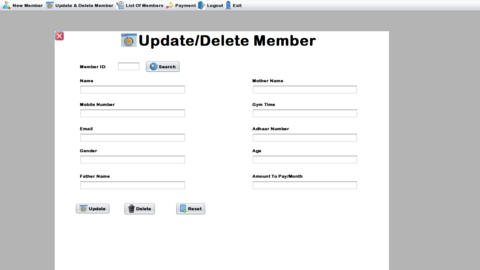 New Member Update & Delete Member List Of Members Payment Logout Exit
Update/Delete Member
Member ID: Search
Name Mother Name
Mobile Number Gym Time
Email Adhaar Number
Gender Age
Father Name Amount To Pay/Month
Update Delete Reset